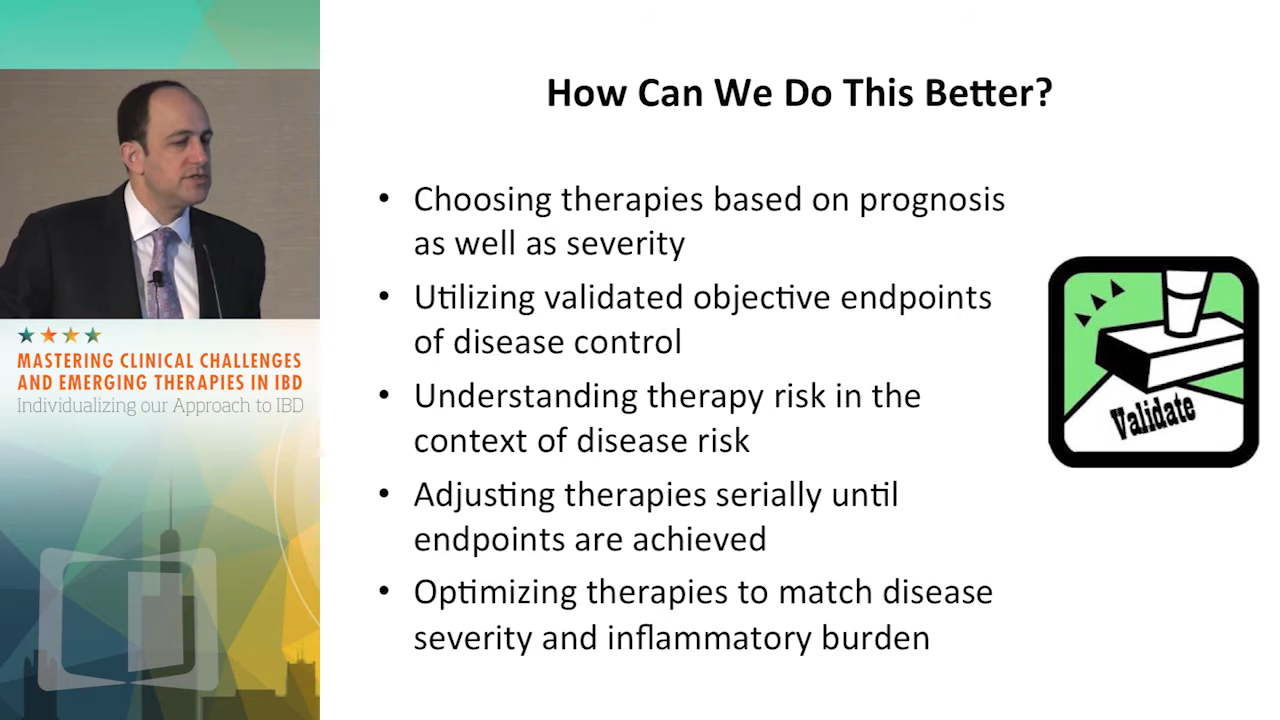 How Can We Do This Better?
• Choosing therapies based on prognosis
as well as severity
• Utilizing validated objective endpoints
of disease control
• Understanding therapy risk in the
context of disease risk
• Adjusting therapies serially until
endpoints are achieved
• Optimizing therapies to match disease
severity and inflammatory burden
Validate
MASTERING CLINICAL CHALLENGES
AND EMERGING THERAPIES IN IBD
Individualizing our Approach to IBD